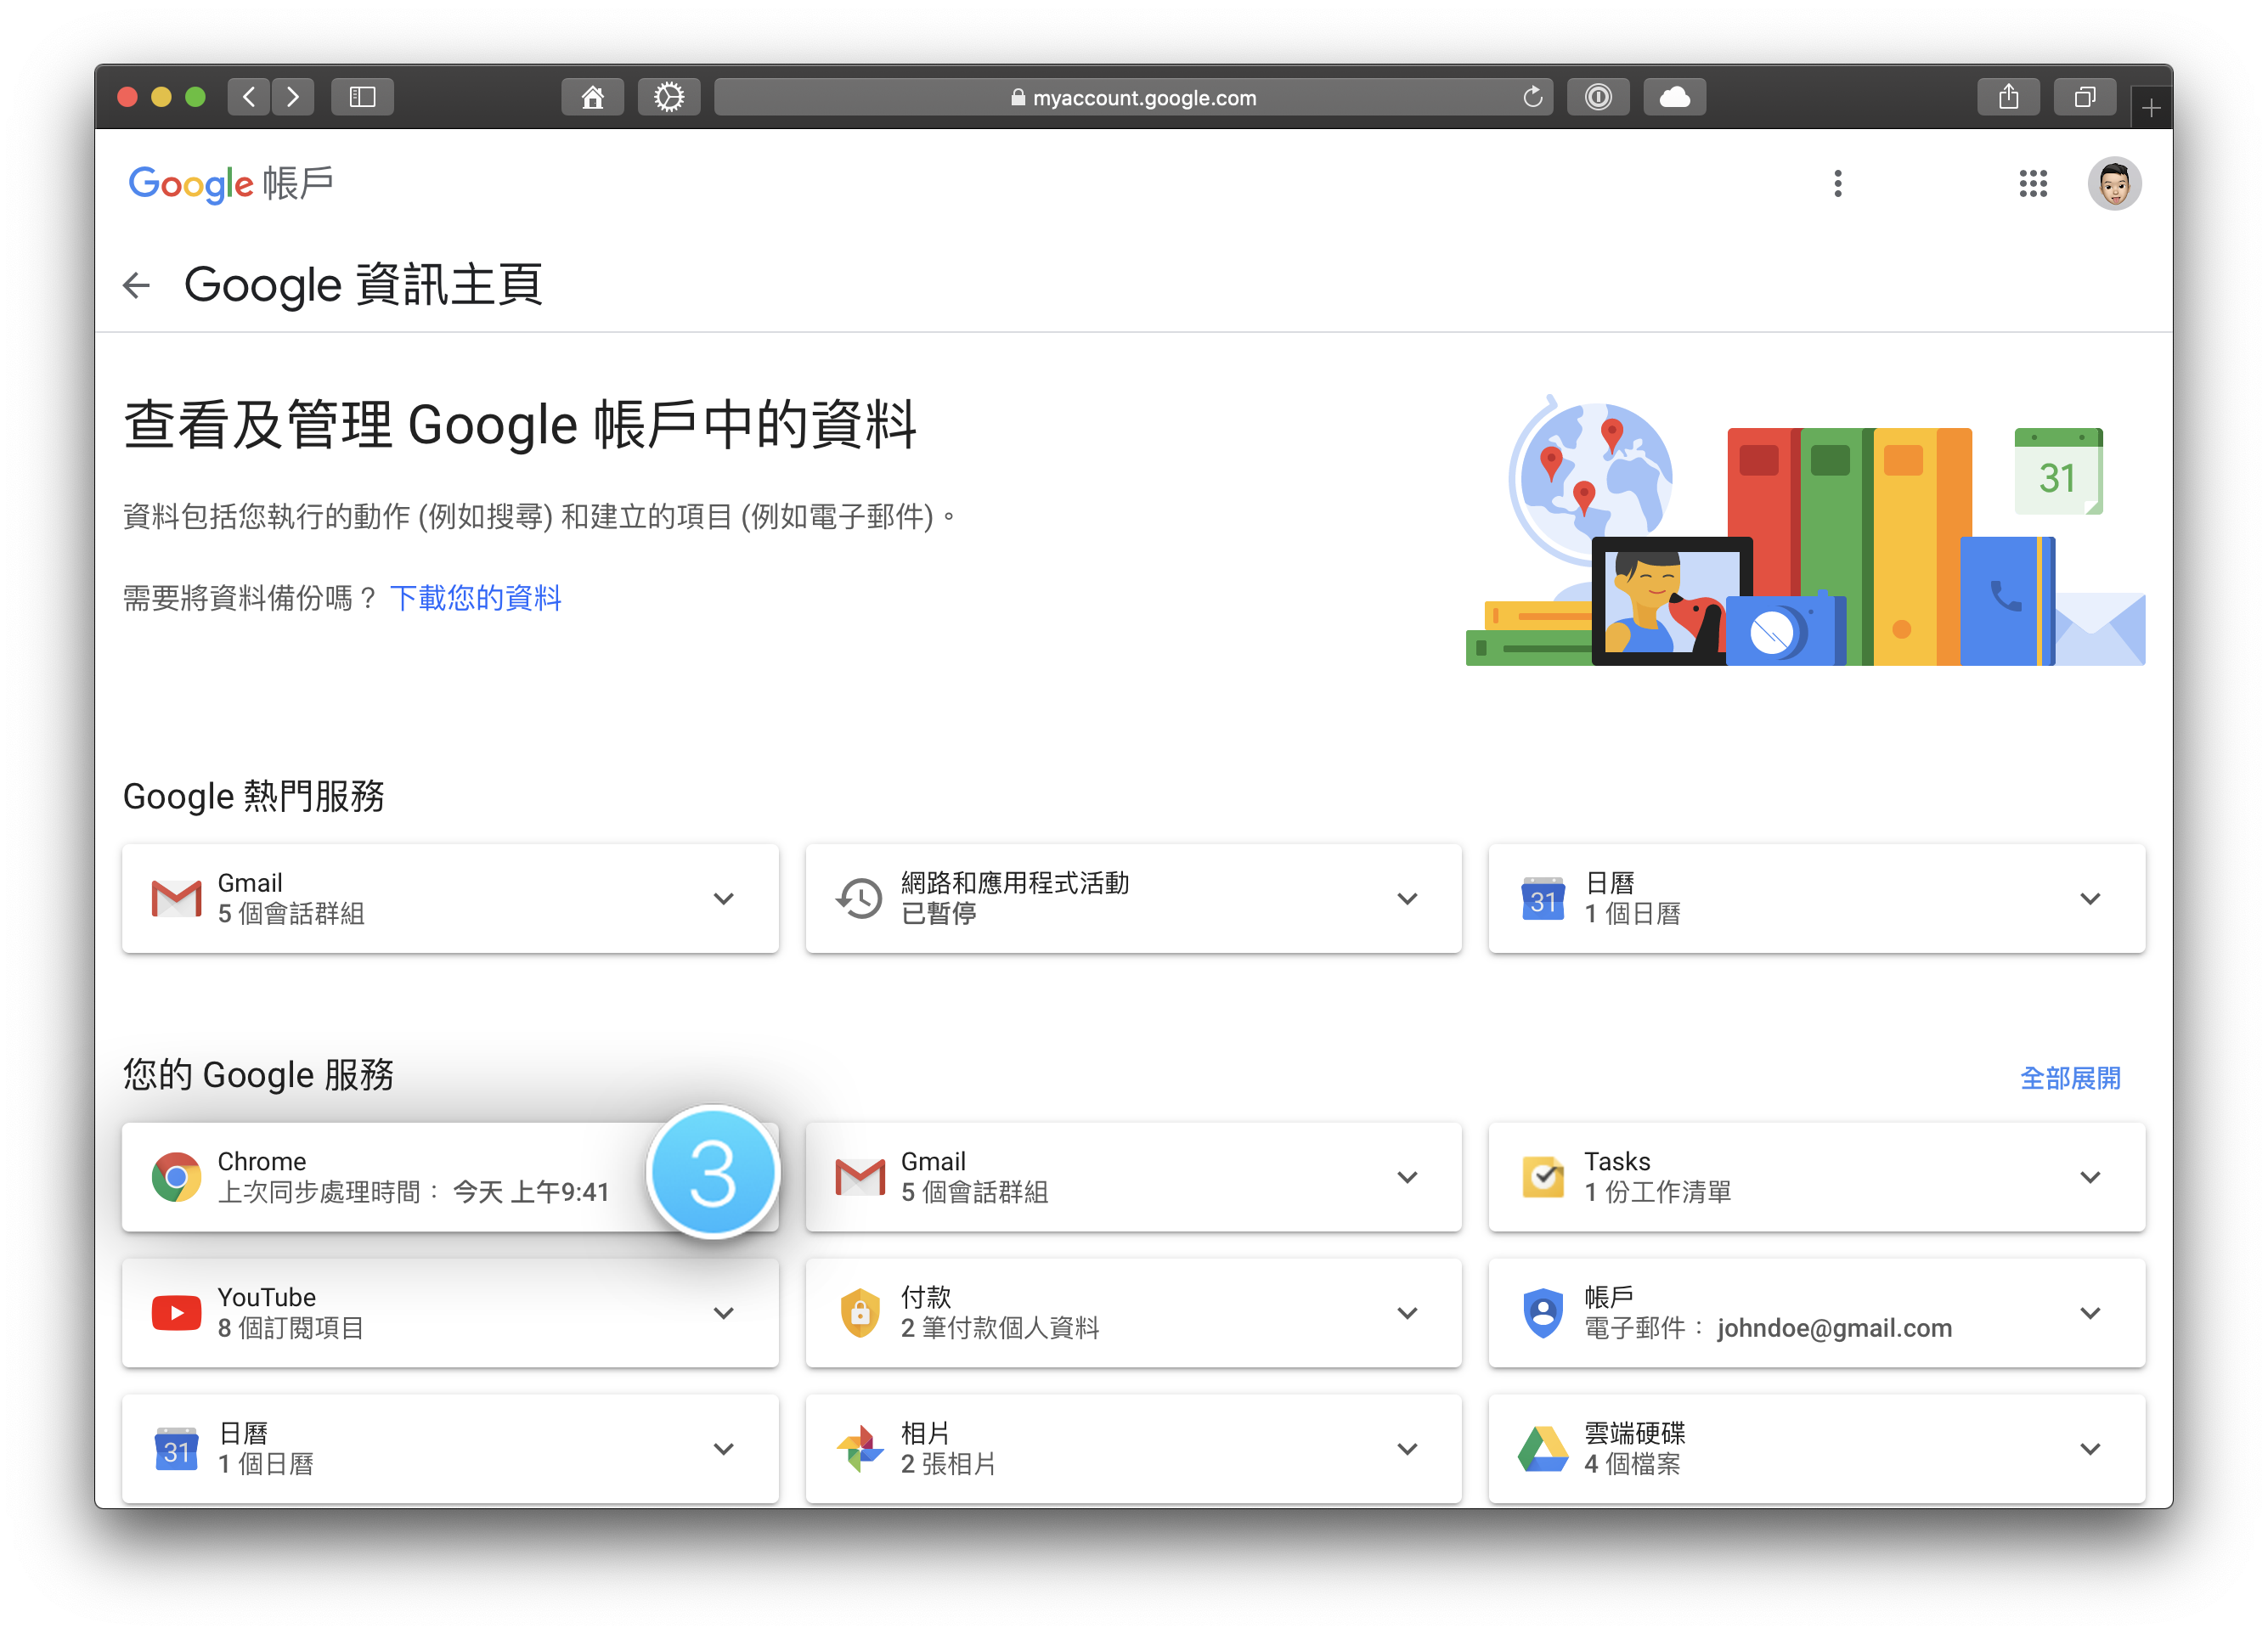 myaccount.google.com
Google 帳戶
Google 資訊主頁
查看及管理 Google 帳戶中的資料
資料包括您執行的動作 (例如搜尋) 和建立的項目 (例如電子郵件)。
需要將資料備份嗎？ 下載您的資料
31
Google 熱門服務
Gmail
5 個會話群組
網路和應用程式活動
已暫停
31
日曆
1 個日曆
您的 Google 服務
全部展開
Chrome
上次同步處理時間： 今天 上午9:41
3
Gmail
5 個會話群組
Tasks
1 份工作清單
YouTube
8 個訂閱項目
付款
2 筆付款個人資料
帳戶
電子郵件： johndoe@gmail.com
31
日曆
1 個日曆
相片
2 張相片
雲端硬碟
4 個檔案